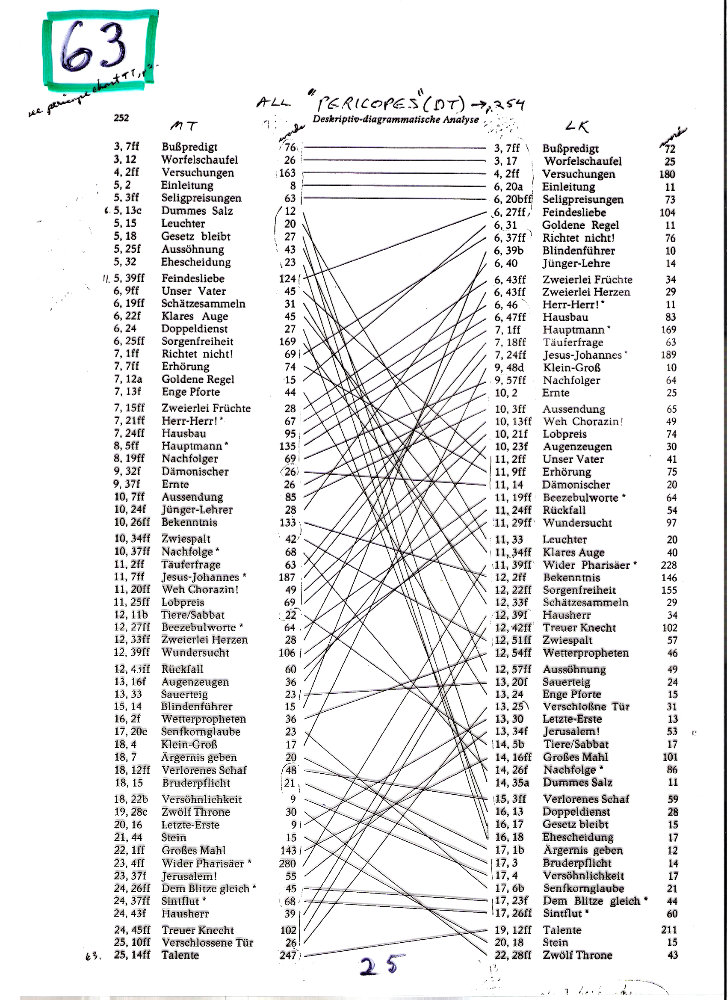 63
see pericope chart TT, p2.
ALL "PERICOPES" (DT) → p.254
252 Deskriptiv-diagrammatische Analyse
MT words LK words
3, 7ff Bußpredigt 76 3, 7ff Bußpredigt 72
3, 12 Worfelschaufel 26 3, 17 Worfelschaufel 25
4, 2ff Versuchungen 163 4, 2ff Versuchungen 180
5, 2 Einleitung 8 6, 20a Einleitung 11
5, 3ff Seligpreisungen 63 6, 20bff Seligpreisungen 73
6. 5, 13c Dummes Salz 12 6, 27ff Feindesliebe 104
5, 15 Leuchter 20 6, 31 Goldene Regel 11
5, 18 Gesetz bleibt 27 6, 37ff Richtet nicht! 76
5, 25f Aussöhnung 43 6, 39b Blindenführer 10
5, 32 Ehescheidung 23 6, 40 Jünger-Lehre 14
11. 5, 39ff Feindesliebe 124 6, 43ff Zweierlei Früchte 34
6, 9ff Unser Vater 45 6, 43ff Zweierlei Herzen 29
6, 19ff Schätzesammeln 31 6, 46 Herr-Herr! * 11
6, 22f Klares Auge 45 6, 47ff Hausbau 83
6, 24 Doppeldienst 27 7, 1ff Hauptmann * 169
6, 25ff Sorgenfreiheit 169 7, 18ff Täuferfrage 63
7, 1ff Richtet nicht! 69 7, 24ff Jesus-Johannes * 189
7, 7ff Erhörung 74 9, 48d Klein-Groß 10
7, 12a Goldene Regel 15 9, 57ff Nachfolger 64
7, 13f Enge Pforte 44 10, 2 Ernte 25
7, 15ff Zweierlei Früchte 28 10, 3ff Aussendung 65
7, 21ff Herr-Herr! * 67 10, 13ff Weh Chorazin! 49
7, 24ff Hausbau 95 10, 21f Lobpreis 74
8, 5ff Hauptmann * 135 10, 23f Augenzeugen 30
8, 19ff Nachfolger 69 11, 2ff Unser Vater 41
9, 32f Dämonischer 26 11, 9ff Erhörung 75
9, 37f Ernte 26 11, 14 Dämonischer 20
10, 7ff Aussendung 85 11, 19ff Beezebulworte * 64
10, 24f Jünger-Lehrer 28 11, 24ff Rückfall 54
10, 26ff Bekenntnis 133 11, 29ff Wundersucht 97
10, 34ff Zwiespalt 42 11, 33 Leuchter 20
10, 37ff Nachfolge * 68 11, 34ff Klares Auge 40
11, 2ff Täuferfrage 63 11, 39ff Wider Pharisäer * 228
11, 7ff Jesus-Johannes * 187 12, 2ff Bekenntnis 146
11, 20ff Weh Chorazin! 49 12, 22ff Sorgenfreiheit 155
11, 25ff Lobpreis 69 12, 33f Schätzesammeln 29
12, 11b Tiere/Sabbat 22 12, 39f Hausherr 34
12, 27ff Beezebulworte * 64 12, 42ff Treuer Knecht 102
12, 33ff Zweierlei Herzen 28 12, 51ff Zwiespalt 57
12, 39ff Wundersucht 106 12, 54ff Wetterpropheten 46
12, 43ff Rückfall 60 12, 57ff Aussöhnung 49
13, 16f Augenzeugen 36 13, 20f Sauerteig 24
13, 33 Sauerteig 23 13, 24 Enge Pforte 15
15, 14 Blindenführer 15 13, 25 Verschloßne Tür 31
16, 2f Wetterpropheten 36 13, 30 Letzte-Erste 13
17, 20c Senfkornglaube 23 13, 34f Jerusalem! 53
18, 4 Klein-Groß 17 14, 5b Tiere/Sabbat 17
18, 7 Ärgernis geben 20 14, 16ff Großes Mahl 101
18, 12ff Verlorenes Schaf 48 14, 26f Nachfolge * 86
18, 15 Bruderpflicht 21 14, 35a Dummes Salz 11
18, 22b Versöhnlichkeit 9 15, 3ff Verlorenes Schaf 59
19, 28c Zwölf Throne 30 16, 13 Doppeldienst 28
20, 16 Letzte-Erste 9 16, 17 Gesetz bleibt 15
21, 44 Stein 15 16, 18 Ehescheidung 17
22, 1ff Großes Mahl 143 17, 1b Ärgernis geben 12
23, 4ff Wider Pharisäer * 280 17, 3 Bruderpflicht 14
23, 37f Jerusalem! 55 17, 4 Versöhnlichkeit 17
24, 26ff Dem Blitze gleich * 45 17, 6b Senfkornglaube 21
24, 37ff Sintflut * 68 17, 23f Dem Blitze gleich * 44
24, 43f Hausherr 39 17, 26ff Sintflut * 60
24, 45ff Treuer Knecht 102 19, 12ff Talente 211
25, 10ff Verschlossene Tür 26 20, 18 Stein 15
63. 25, 14ff Talente 247 22, 28ff Zwölf Throne 43
25